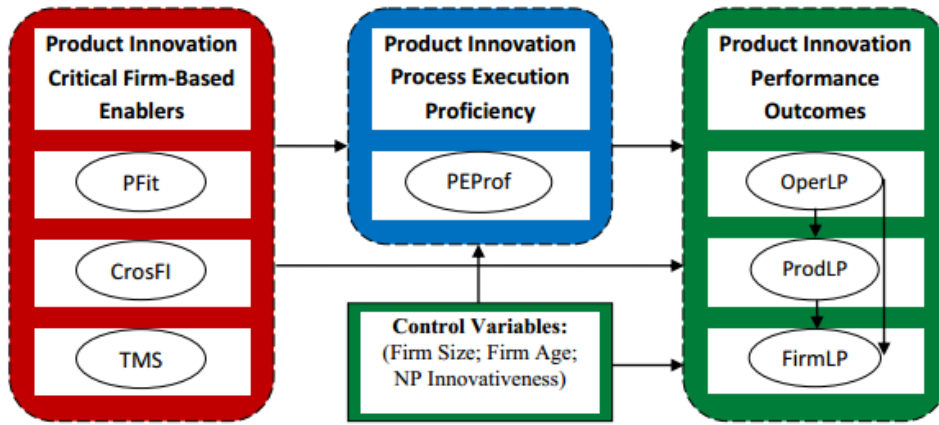 Product Innovation
Critical Firm-Based
Enablers
PFit
CrosFI
TMS
Product Innovation
Process Execution
Proficiency
PEProf
Control Variables:
(Firm Size; Firm Age;
NP Innovativeness)
Product Innovation
Performance
Outcomes
OperLP
ProdLP
FirmLP